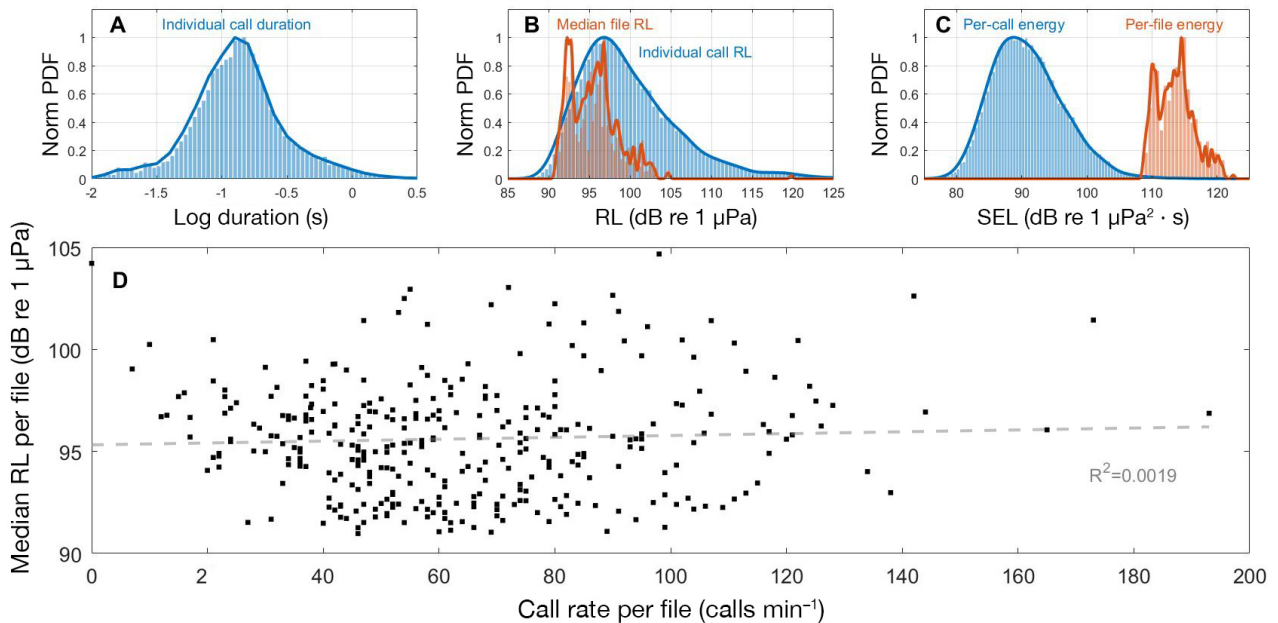 A
Individual call duration
1
0.8
0.6
0.4
0.2
0
Norm PDF
-2
-1.5
-1
-0.5
0
0.5
Log duration (s)
B
Median file RL
Individual call RL
1
0.8
0.6
0.4
0.2
0
Norm PDF
85
90
95
100
105
110
115
120
125
RL (dB re 1 µPa)
C
Per-call energy
Per-file energy
1
0.8
0.6
0.4
0.2
0
Norm PDF
80
90
100
110
120
SEL (dB re 1 µPa² · s)
D
105
100
95
90
Median RL per file (dB re 1 µPa)
R²=0.0019
0
2
40
60
80
100
120
140
160
180
200
Call rate per file (calls min⁻¹)